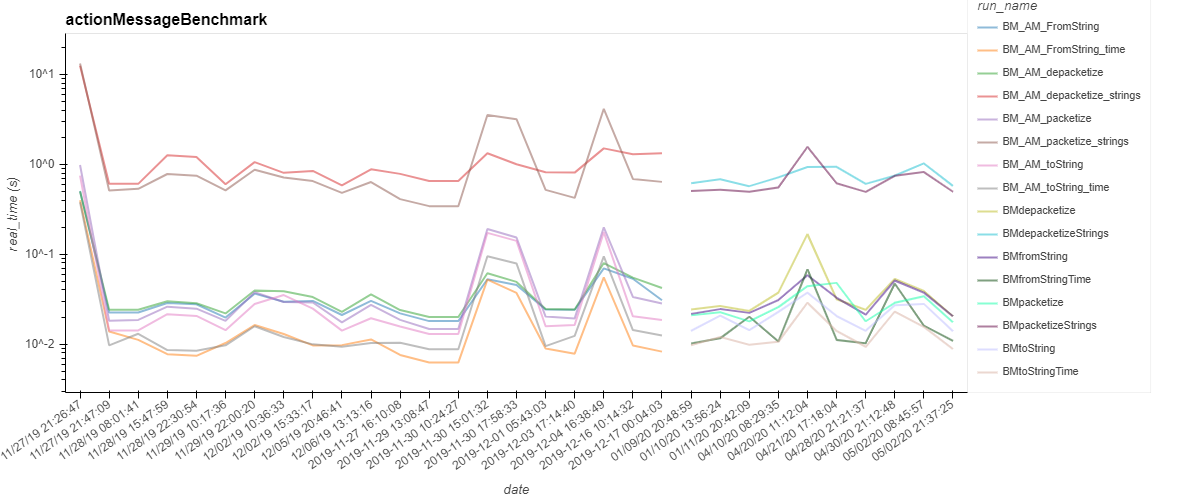 actionMessageBenchmark
run_name
BM_AM_FromString
BM_AM_FromString_time
BM_AM_depacketize
BM_AM_depacketize_strings
BM_AM_packetize
BM_AM_packetize_strings
BM_AM_toString
BM_AM_toString_time
BMdepacketize
BMdepacketizeStrings
BMfromString
BMfromStringTime
BMpacketize
BMpacketizeStrings
BMtoString
BMtoStringTime
real_time (s)
10^1
10^0
10^-1
10^-2
11/27/19 21:26:47
11/27/19 21:47:09
11/28/19 08:01:41
11/28/19 15:47:59
11/28/19 22:30:54
11/29/19 10:17:36
11/29/19 22:00:20
12/02/19 10:36:33
12/02/19 15:33:17
12/05/19 20:06:41
12/06/19 13:13:16
2019-11-27 16:10:08
2019-11-29 13:08:47
2019-11-30 10:24:27
2019-11-30 15:01:32
2019-11-30 17:58:33
2019-12-01 05:43:03
2019-12-03 17:14:40
2019-12-04 16:38:49
2019-12-16 10:14:32
2019-12-17 00:04:03
01/09/20 20:48:59
01/10/20 13:56:24
01/11/20 20:42:09
04/10/20 08:29:35
04/20/20 11:12:04
04/21/20 17:18:04
04/28/20 21:21:37
04/30/20 21:12:48
05/02/20 08:45:57
05/02/20 21:37:25
date